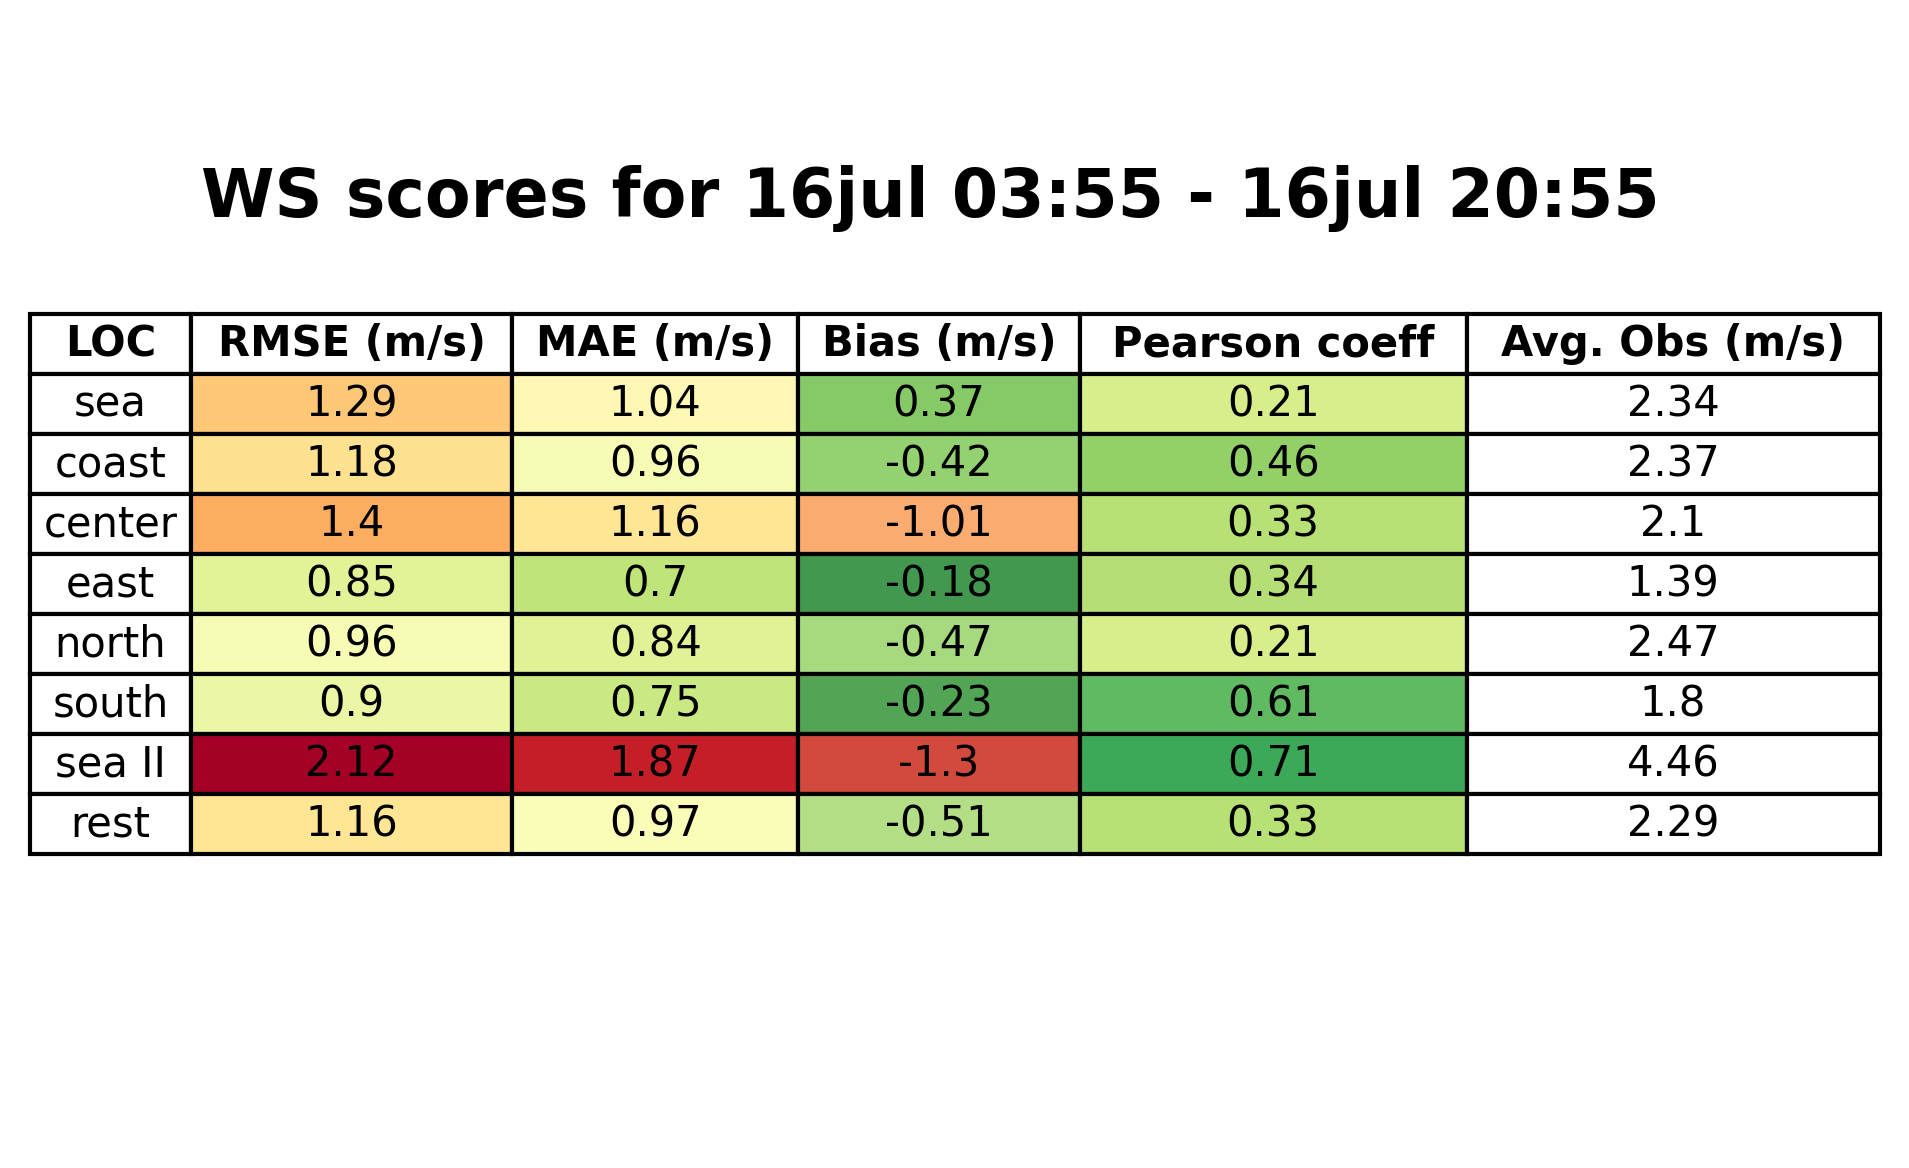 WS scores for 16jul 03:55 - 16jul 20:55
LOC RMSE (m/s) MAE (m/s) Bias (m/s) Pearson coeff Avg. Obs (m/s)
sea 1.29 1.04 0.37 0.21 2.34
coast 1.18 0.96 -0.42 0.46 2.37
center 1.4 1.16 -1.01 0.33 2.1
east 0.85 0.7 -0.18 0.34 1.39
north 0.96 0.84 -0.47 0.21 2.47
south 0.9 0.75 -0.23 0.61 1.8
sea II 2.12 1.87 -1.3 0.71 4.46
rest 1.16 0.97 -0.51 0.33 2.29